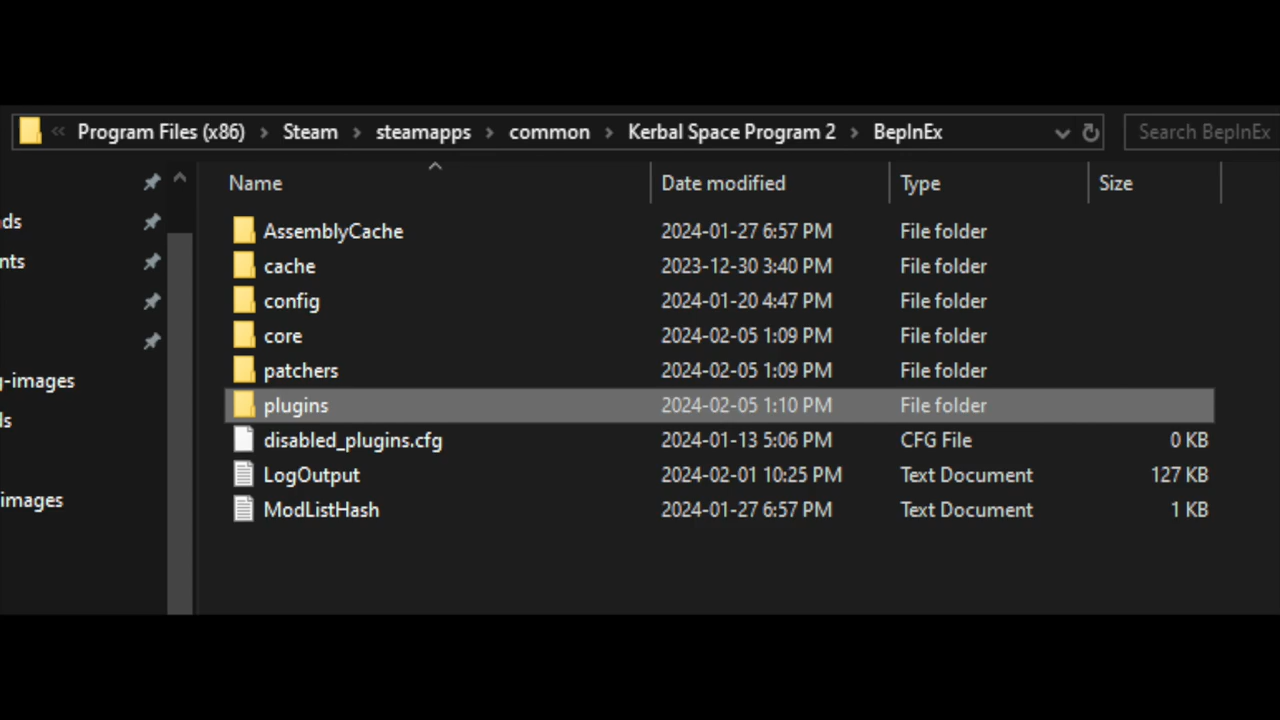 « Program Files (x86) > Steam > steamapps > common > Kerbal Space Program 2 > BepInEx Search BepInEx
Name Date modified Type Size
AssemblyCache 2024-01-27 6:57 PM File folder
cache 2023-12-30 3:40 PM File folder
config 2024-01-20 4:47 PM File folder
core 2024-02-05 1:09 PM File folder
patchers 2024-02-05 1:09 PM File folder
plugins 2024-02-05 1:10 PM File folder
disabled_plugins.cfg 2024-01-13 5:06 PM CFG File 0 KB
LogOutput 2024-02-01 10:25 PM Text Document 127 KB
ModListHash 2024-01-27 6:57 PM Text Document 1 KB
ds
nts
-images
ls
images